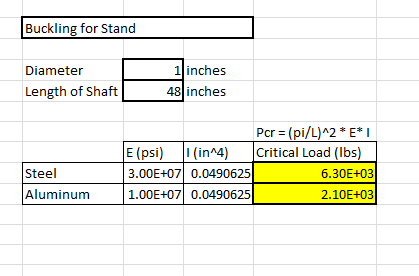 Buckling for Stand
Diameter 1 inches
Length of Shaft 48 inches
Pcr = (pi/L)^2 * E* I
E (psi) I (in^4) Critical Load (lbs)
Steel 3.00E+07 0.0490625 6.30E+03
Aluminum 1.00E+07 0.0490625 2.10E+03